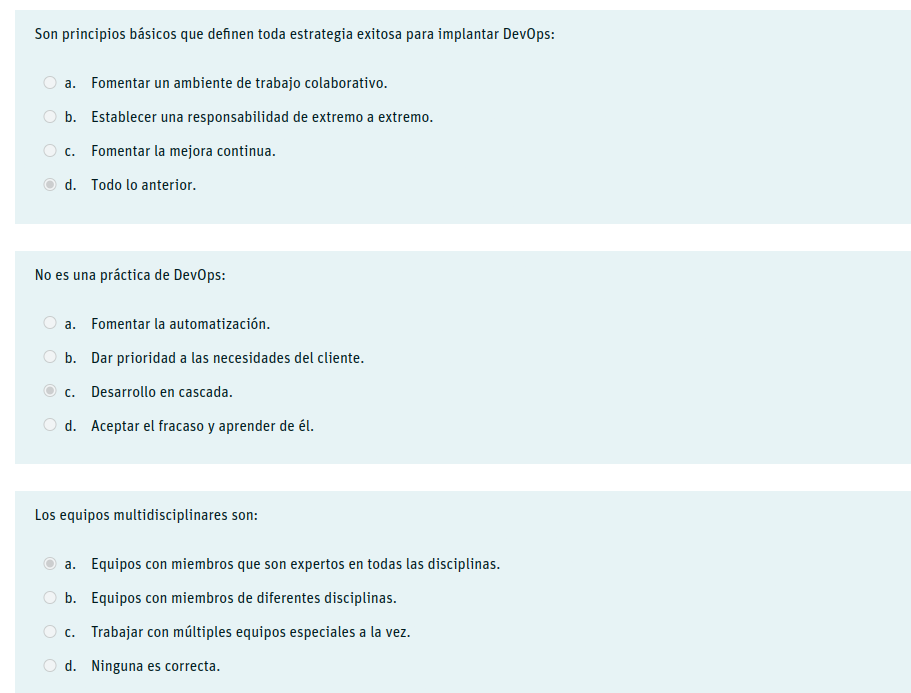 Son principios básicos que definen toda estrategia exitosa para implantar DevOps:
a. Fomentar un ambiente de trabajo colaborativo.
b. Establecer una responsabilidad de extremo a extremo.
c. Fomentar la mejora continua.
d. Todo lo anterior.
No es una práctica de DevOps:
a. Fomentar la automatización.
b. Dar prioridad a las necesidades del cliente.
c. Desarrollo en cascada.
d. Aceptar el fracaso y aprender de él.
Los equipos multidisciplinares son:
a. Equipos con miembros que son expertos en todas las disciplinas.
b. Equipos con miembros de diferentes disciplinas.
c. Trabajar con múltiples equipos especiales a la vez.
d. Ninguna es correcta.